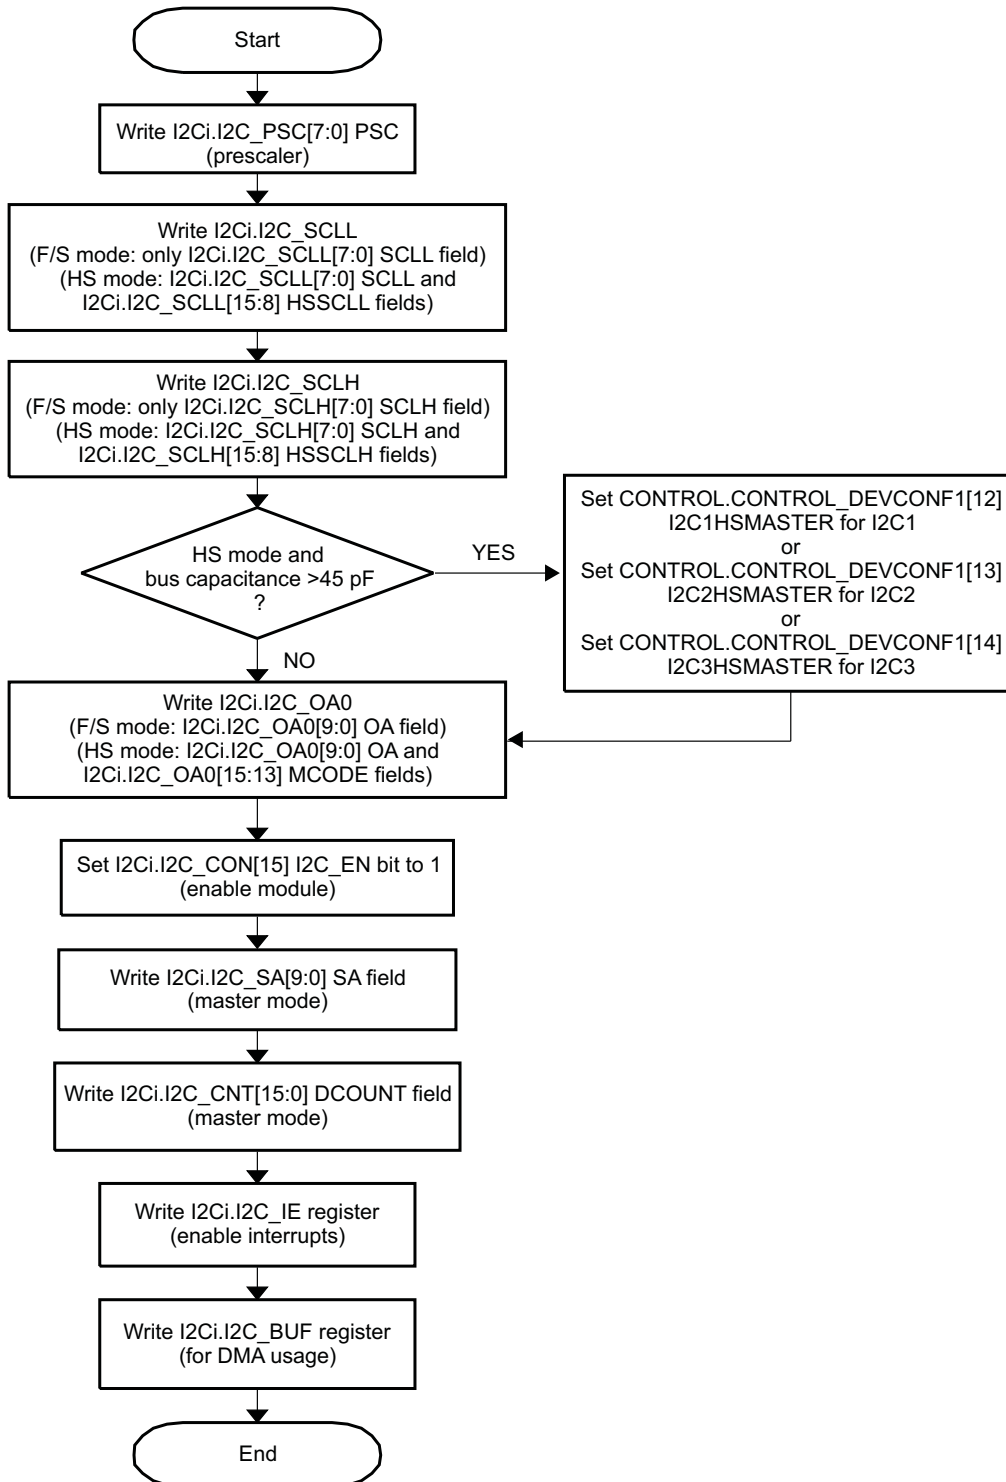 Start
Write I2Ci.I2C_PSC[7:0] PSC
(prescaler)
Write I2Ci.I2C_SCLL
(F/S mode: only I2Ci.I2C_SCLL[7:0] SCLL field)
(HS mode: I2Ci.I2C_SCLL[7:0] SCLL and
I2Ci.I2C_SCLL[15:8] HSSCLL fields)
Write I2Ci.I2C_SCLH
(F/S mode: only I2Ci.I2C_SCLH[7:0] SCLH field)
(HS mode: I2Ci.I2C_SCLH[7:0] SCLH and
I2Ci.I2C_SCLH[15:8] HSSCLH fields)
HS mode and
bus capacitance >45 pF
?
YES
Set CONTROL.CONTROL_DEVCONF1[12]
I2C1HSMASTER for I2C1
or
Set CONTROL.CONTROL_DEVCONF1[13]
I2C2HSMASTER for I2C2
or
Set CONTROL.CONTROL_DEVCONF1[14]
I2C3HSMASTER for I2C3
NO
Write I2Ci.I2C_OA0
(F/S mode: I2Ci.I2C_OA0[9:0] OA field)
(HS mode: I2Ci.I2C_OA0[9:0] OA and
I2Ci.I2C_OA0[15:13] MCODE fields)
Set I2Ci.I2C_CON[15] I2C_EN bit to 1
(enable module)
Write I2Ci.I2C_SA[9:0] SA field
(master mode)
Write I2Ci.I2C_CNT[15:0] DCOUNT field
(master mode)
Write I2Ci.I2C_IE register
(enable interrupts)
Write I2Ci.I2C_BUF register
(for DMA usage)
End